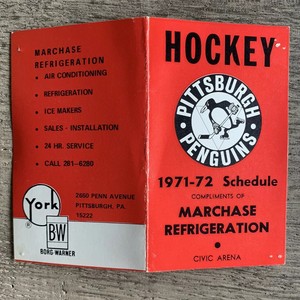 MARCHASE
REFRIGERATION
• AIR CONDITIONING
• REFRIGERATION
• ICE MAKERS
• SALES - INSTALLATION
• 24 HR. SERVICE
• CALL 281-6280
2600 PENN AVENUE
PITTSBURGH, PA.
15222
York
BW
BORG-WARNER
HOCKEY
PITTSBURGH
PENGUINS
1971-72 Schedule
COMPLIMENTS OF
MARCHASE
REFRIGERATION
•
CIVIC ARENA